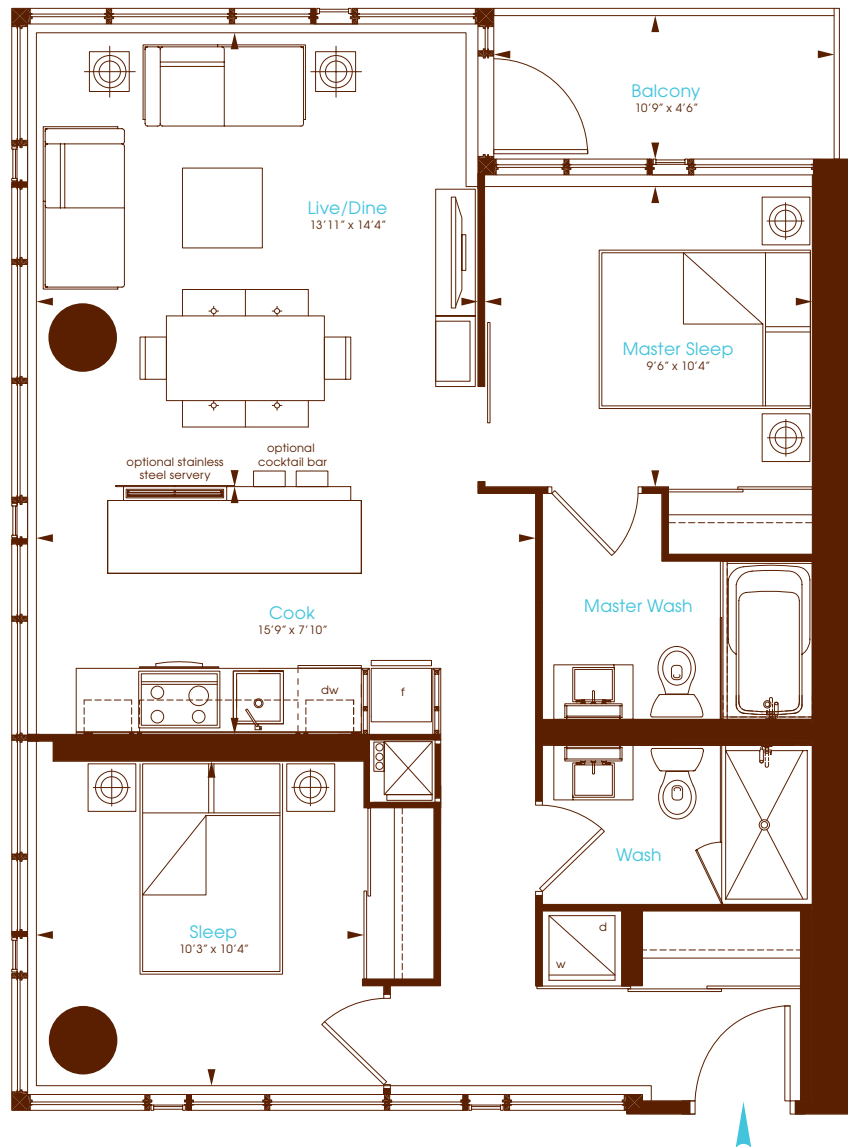 Balcony
10'9" x 4'6"
Live/Dine
13'11" x 14'4"
Master Sleep
9'6" x 10'4"
optional stainless
steel servery
optional
cocktail bar
Cook
15'9" x 7'10"
Master Wash
dw
f
Wash
Sleep
10'3" x 10'4"
d
w